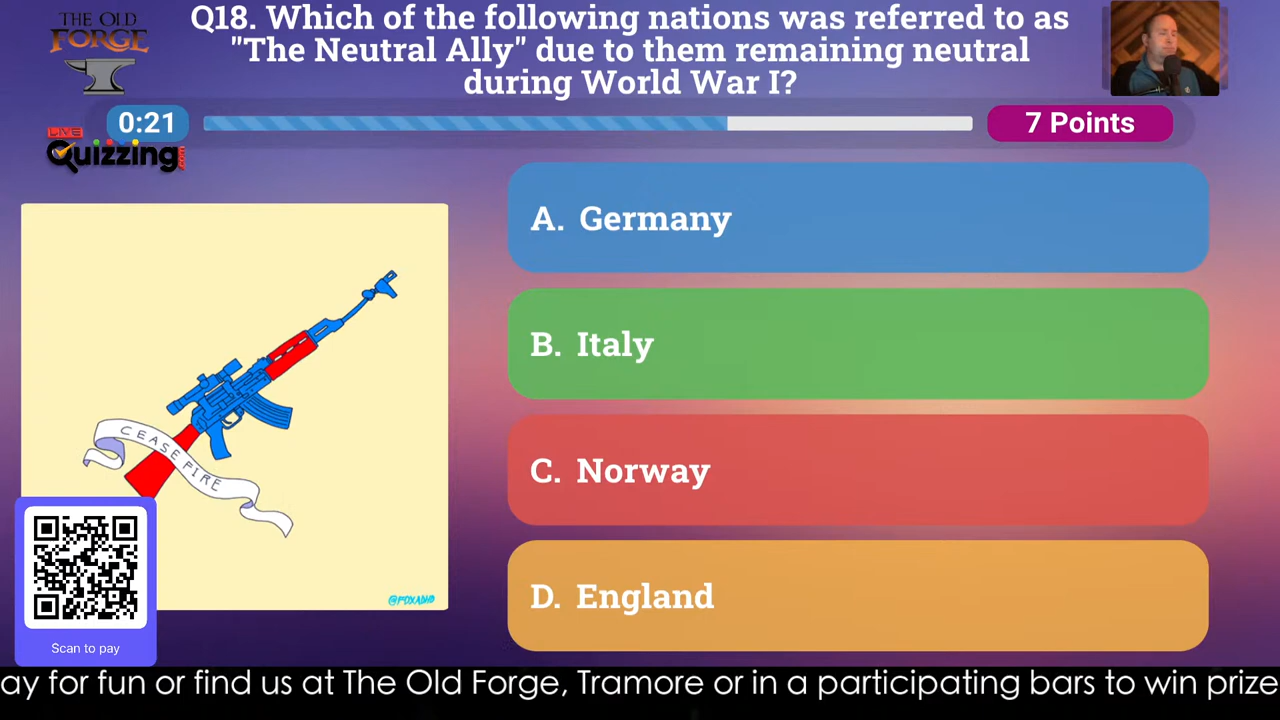 THE OLD
FORGE
Q18. Which of the following nations was referred to as
"The Neutral Ally" due to them remaining neutral
during World War I?
0:21
7 Points
LIVE
Quizzing
A. Germany
B. Italy
C. Norway
D. England
CEASEFIRE
@FOXADHD
Scan to pay
ay for fun or find us at The Old Forge, Tramore or in a participating bars to win prize